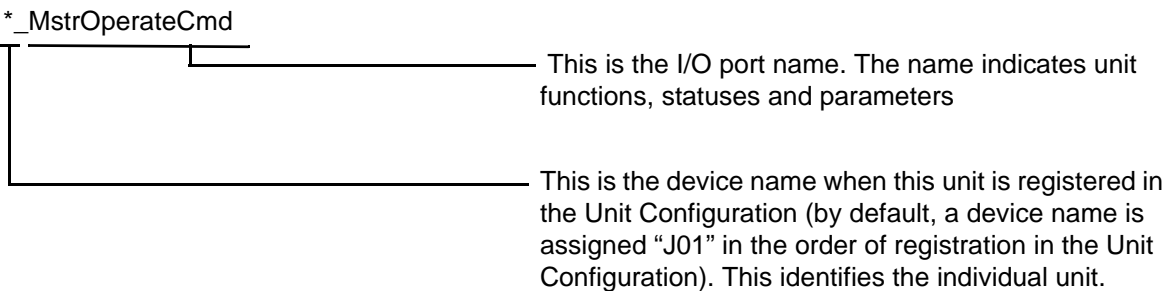 *_MstrOperateCmd
This is the I/O port name. The name indicates unit
functions, statuses and parameters
This is the device name when this unit is registered in
the Unit Configuration (by default, a device name is
assigned “J01” in the order of registration in the Unit
Configuration). This identifies the individual unit.